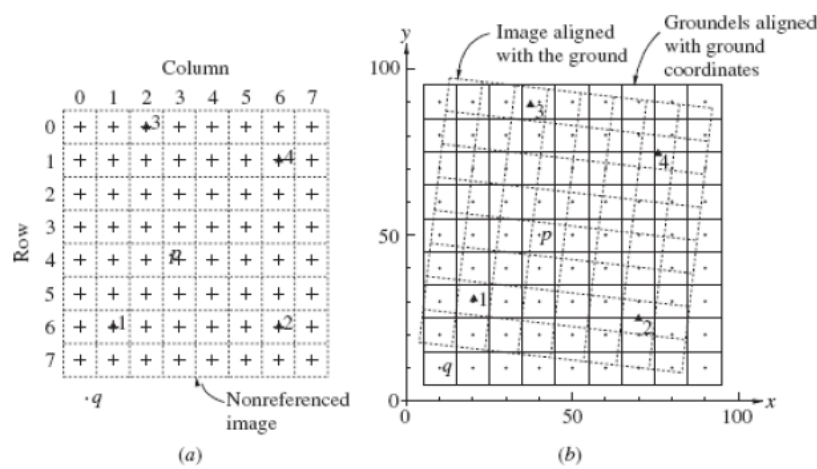 Column
0 1 2 3 4 5 6 7
Row
0
3
1
4
2
3
4
p
5
6
1
2
7
q
Nonreferenced
image
(a)
y
Image aligned
with the ground
Groundels aligned
with ground
coordinates
100
3
4
50
p
1
2
q
0
0
50
100
x
(b)